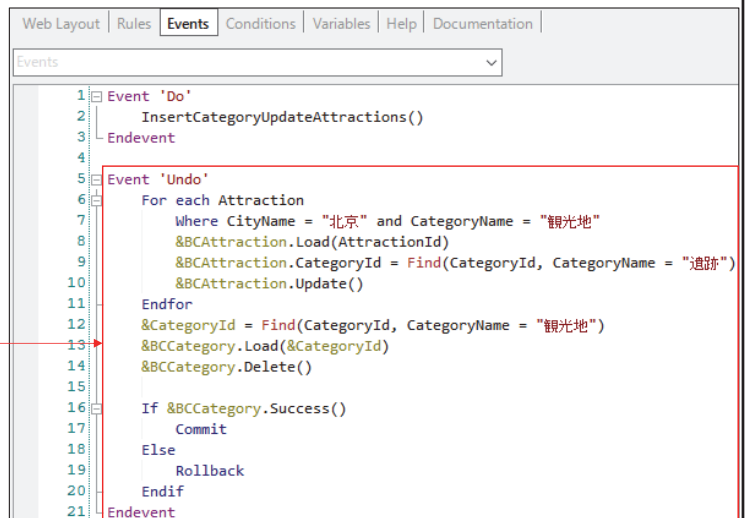 Web Layout | Rules | Events | Conditions | Variables | Help | Documentation |
Events
1 Event 'Do'
2 InsertCategoryUpdateAttractions()
3 Endevent
4
5 Event 'Undo'
6 For each Attraction
7 Where CityName = "北京" and CategoryName = "観光地"
8 &BCAttraction.Load(AttractionId)
9 &BCAttraction.CategoryId = Find(CategoryId, CategoryName = "遺跡")
10 &BCAttraction.Update()
11 Endfor
12 &CategoryId = Find(CategoryId, CategoryName = "観光地")
13 &BCCategory.Load(&CategoryId)
14 &BCCategory.Delete()
15
16 If &BCCategory.Success()
17 Commit
18 Else
19 Rollback
20 Endif
21 Endevent